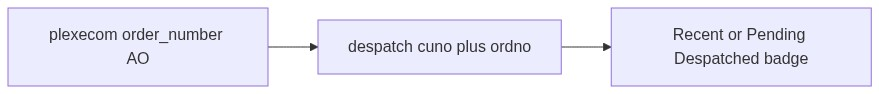 plexecom order_number
AO
despatch cuno plus ordno
Recent or Pending
Despatched badge